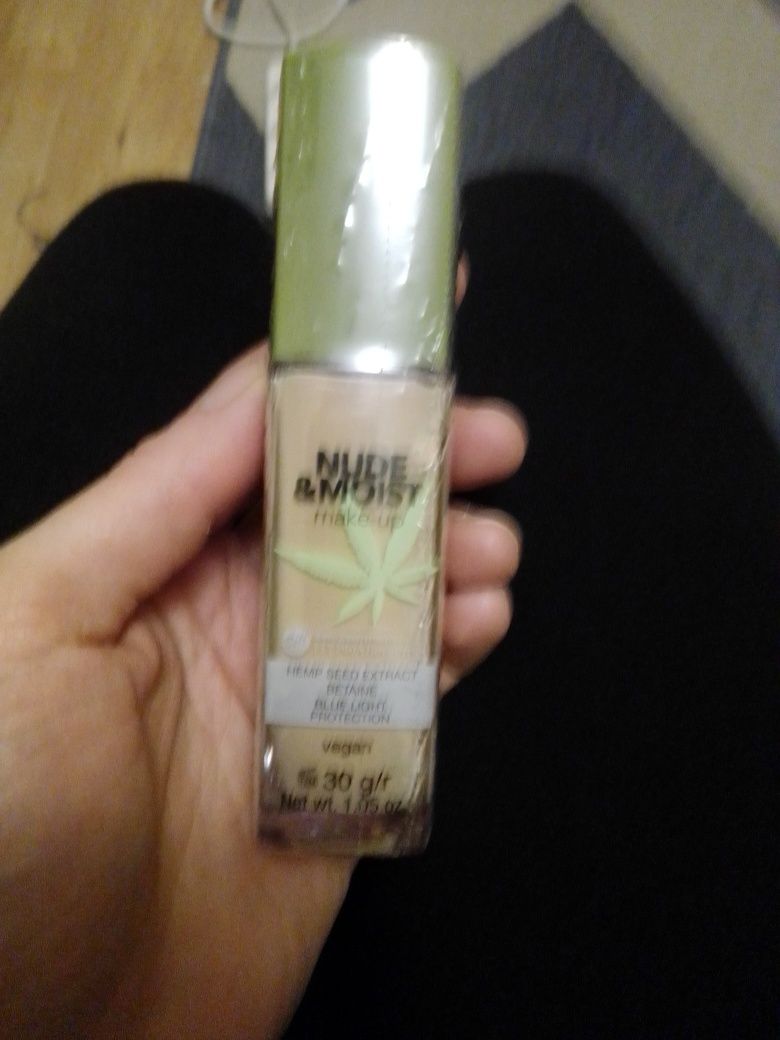 NUDE
&MOIST
make-up
HEMP SEED EXTRACT
BETAINE
BLUE LIGHT
PROTECTION
vegan
30 g/r
Net wt. 1.05 oz